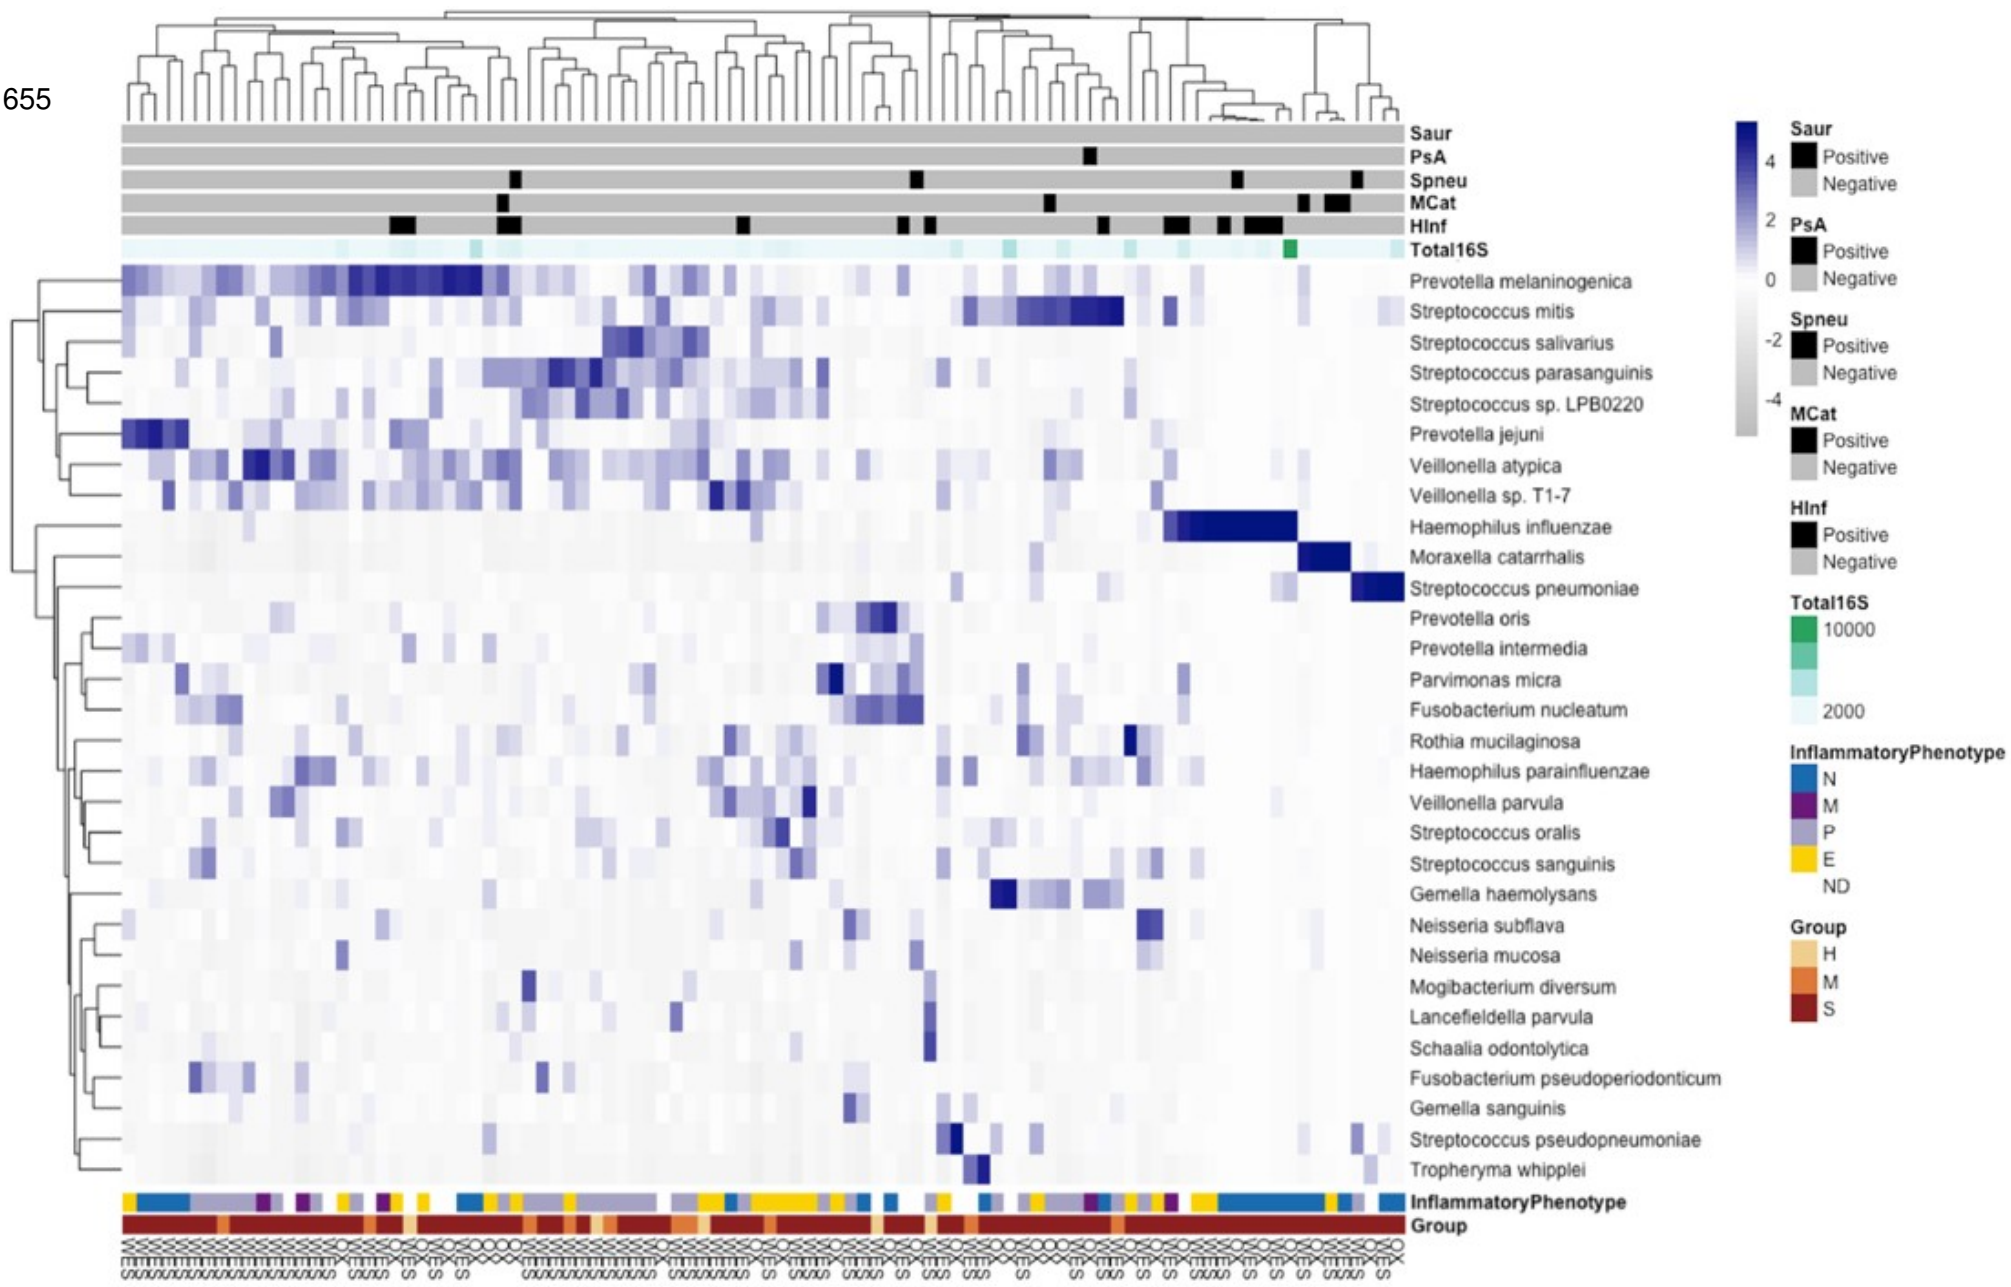 655
Saur
PsA
Spneu
MCat
HInf
Total16S
Prevotella melaninogenica
Streptococcus mitis
Streptococcus salivarius
Streptococcus parasanguinis
Streptococcus sp. LPB0220
Prevotella jejuni
Veillonella atypica
Veillonella sp. T1-7
Haemophilus influenzae
Moraxella catarrhalis
Streptococcus pneumoniae
Prevotella oris
Prevotella intermedia
Parvimonas micra
Fusobacterium nucleatum
Rothia mucilaginosa
Haemophilus parainfluenzae
Veillonella parvula
Streptococcus oralis
Streptococcus sanguinis
Gemella haemolysans
Neisseria subflava
Neisseria mucosa
Mogibacterium diversum
Lancefieldella parvula
Schaalia odontolytica
Fusobacterium pseudoperiodonticum
Gemella sanguinis
Streptococcus pseudopneumoniae
Tropheryma whipplei
InflammatoryPhenotype
Group
4
2
0
-2
-4
Saur
Positive
Negative
PsA
Positive
Negative
Spneu
Positive
Negative
MCat
Positive
Negative
HInf
Positive
Negative
Total16S
10000
2000
InflammatoryPhenotype
N
M
P
E
ND
Group
H
M
S